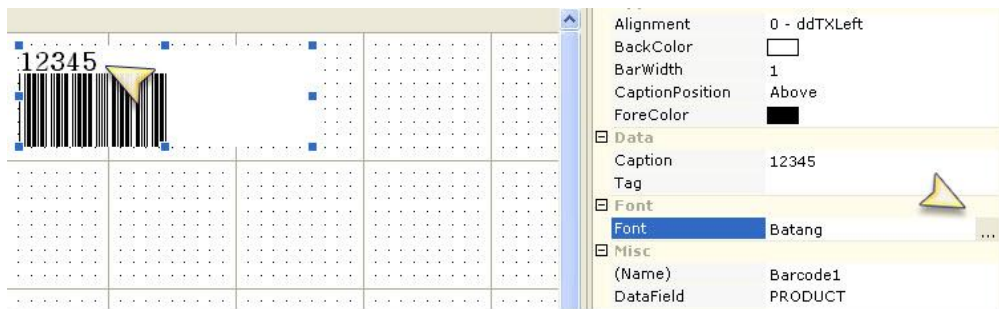 12345
Alignment 0 - ddTXLeft
BackColor
BarWidth 1
CaptionPosition Above
ForeColor
Data
Caption 12345
Tag
Font
Font Batang ...
Misc
(Name) Barcode1
DataField PRODUCT